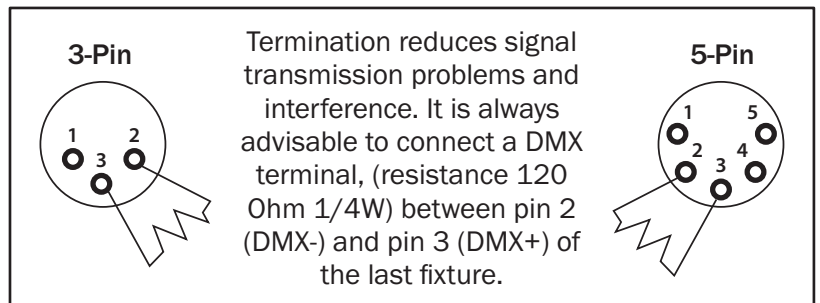 3-Pin
1 2
3
Termination reduces signal
transmission problems and
interference. It is always
advisable to connect a DMX
terminal, (resistance 120
Ohm 1/4W) between pin 2
(DMX-) and pin 3 (DMX+) of
the last fixture.
5-Pin
1 5
2 4
3